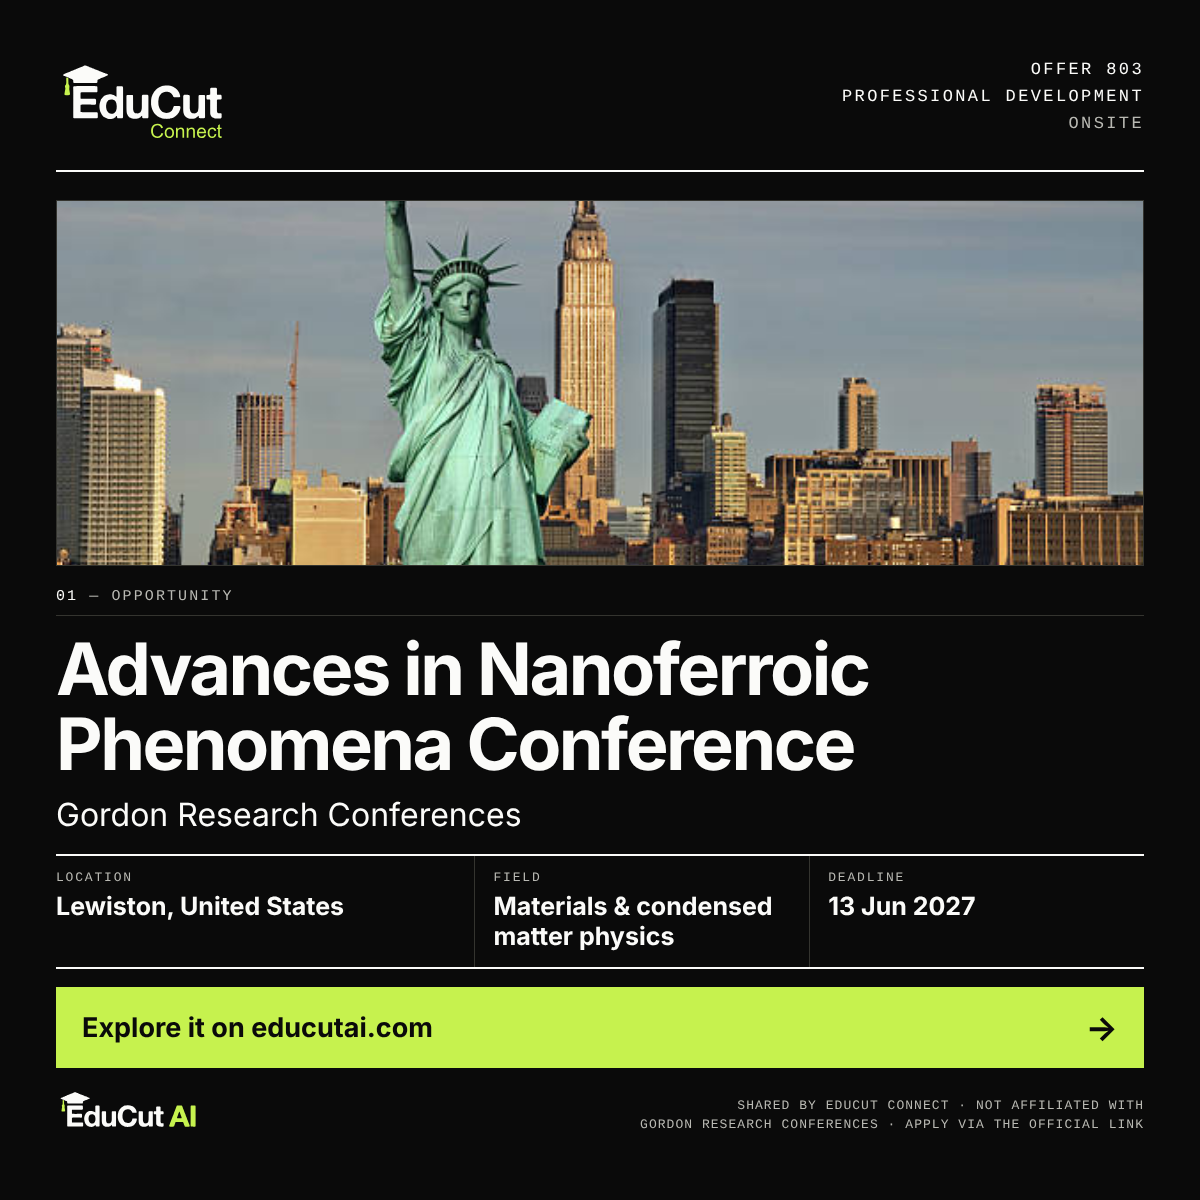 EduCut
Connect
OFFER 803
PROFESSIONAL DEVELOPMENT
ONSITE
01 — OPPORTUNITY
Advances in Nanoferroic
Phenomena Conference
Gordon Research Conferences
LOCATION
Lewiston, United States
FIELD
Materials & condensed
matter physics
DEADLINE
13 Jun 2027
Explore it on educutai.com →
EduCut AI
SHARED BY EDUCUT CONNECT · NOT AFFILIATED WITH
GORDON RESEARCH CONFERENCES · APPLY VIA THE OFFICIAL LINK